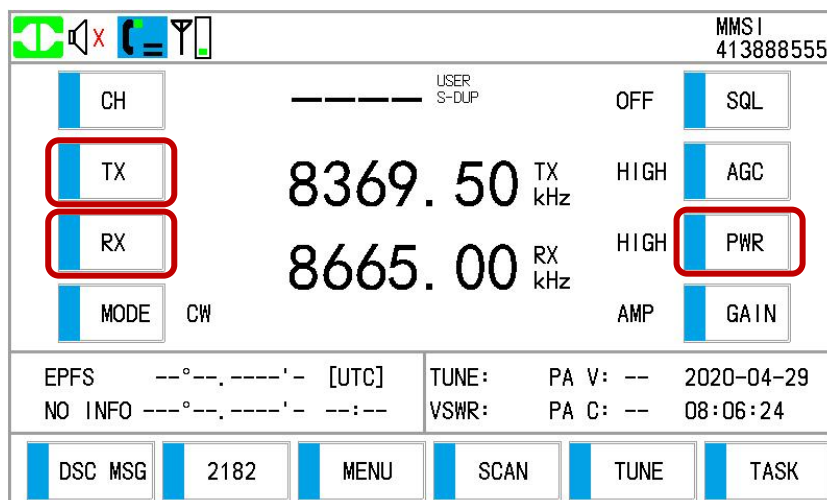 MMSI
413888555
CH ———— USER S-DUP OFF SQL
TX 8369.50 TX kHz HIGH AGC
RX 8665.00 RX kHz HIGH PWR
MODE CW AMP GAIN
EPFS --°--.----'- [UTC] TUNE: PA V: -- 2020-04-29
NO INFO ---°--.----'- --:-- VSWR: PA C: -- 08:06:24
DSC MSG 2182 MENU SCAN TUNE TASK